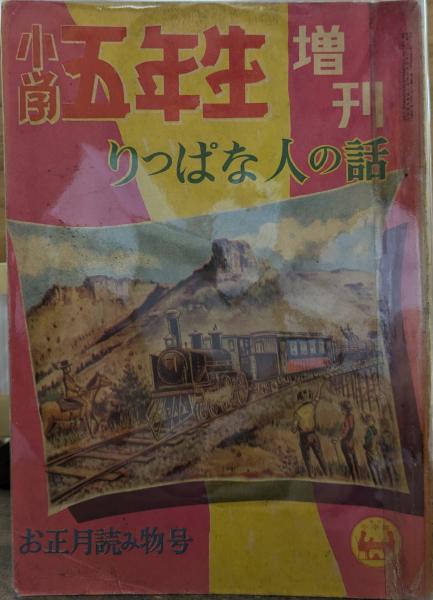 小学五年生
増刊
りっぱな人の話
お正月読み物号